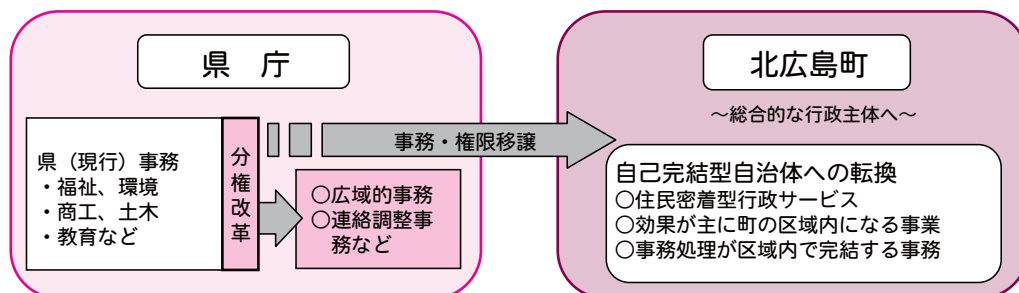 県 庁
県（現行）事務
・福祉、環境
・商工、土木
・教育など
分権改革
事務・権限移譲
○広域的事務
○連絡調整事
務など
北広島町
～総合的な行政主体へ～
自己完結型自治体への転換
○住民密着型行政サービス
○効果が主に町の区域内になる事業
○事務処理が区域内で完結する事務